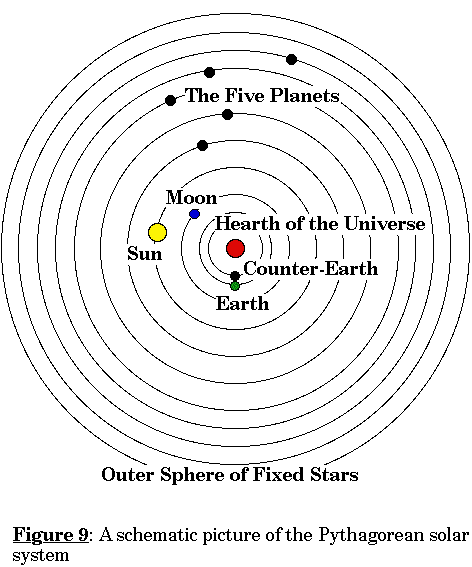 The Five Planets
Moon
Hearth of the Universe
Sun
Counter-Earth
Earth
Outer Sphere of Fixed Stars
Figure 9: A schematic picture of the Pythagorean solar
system